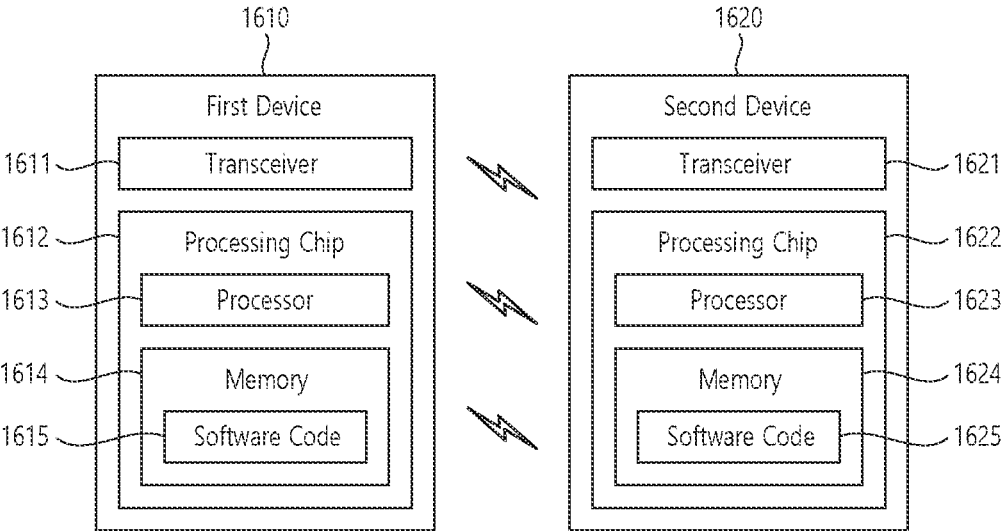 1610
1620
First Device
Second Device
1611
Transceiver
Transceiver
1621
1612
Processing Chip
Processing Chip
1622
1613
Processor
Processor
1623
1614
Memory
Memory
1624
1615
Software Code
Software Code
1625